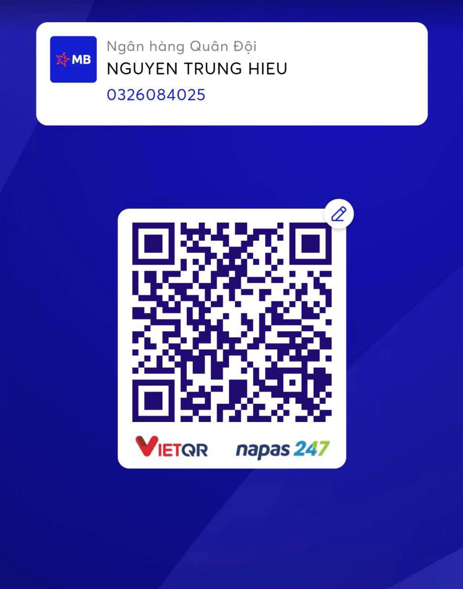 MB
Ngân hàng Quân Đội
NGUYEN TRUNG HIEU
0326084025
VIETQR
napas 247